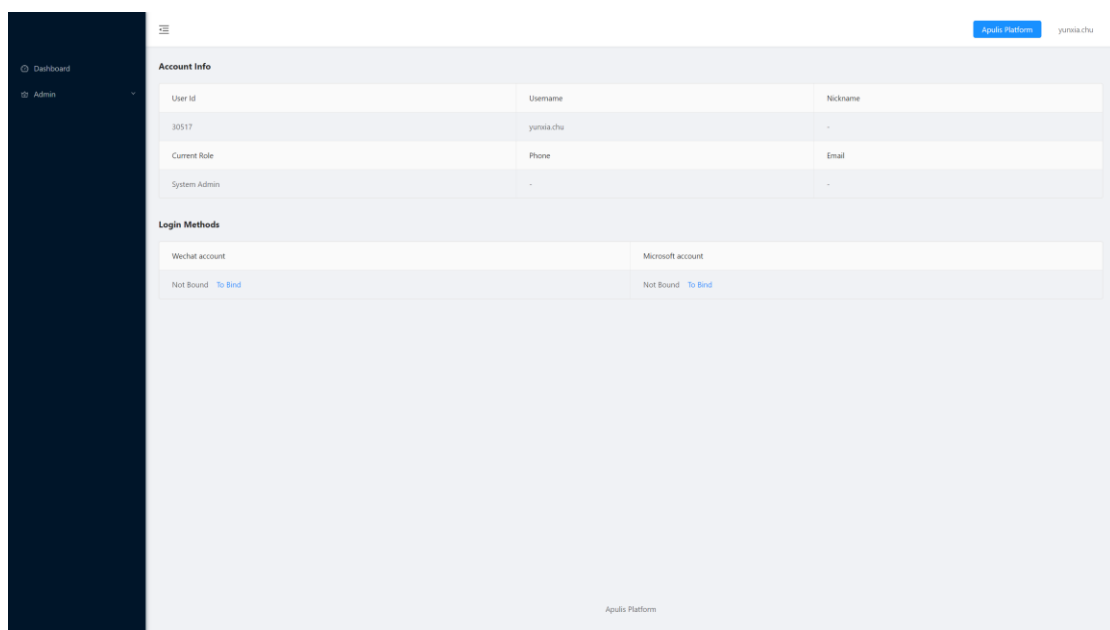 Apulis Platform yunxia.chu
Dashboard
Admin
Account Info
User Id Username Nickname
30517 yunxia.chu -
Current Role Phone Email
System Admin - -
Login Methods
Wechat account Microsoft account
Not Bound To Bind Not Bound To Bind
Apulis Platform